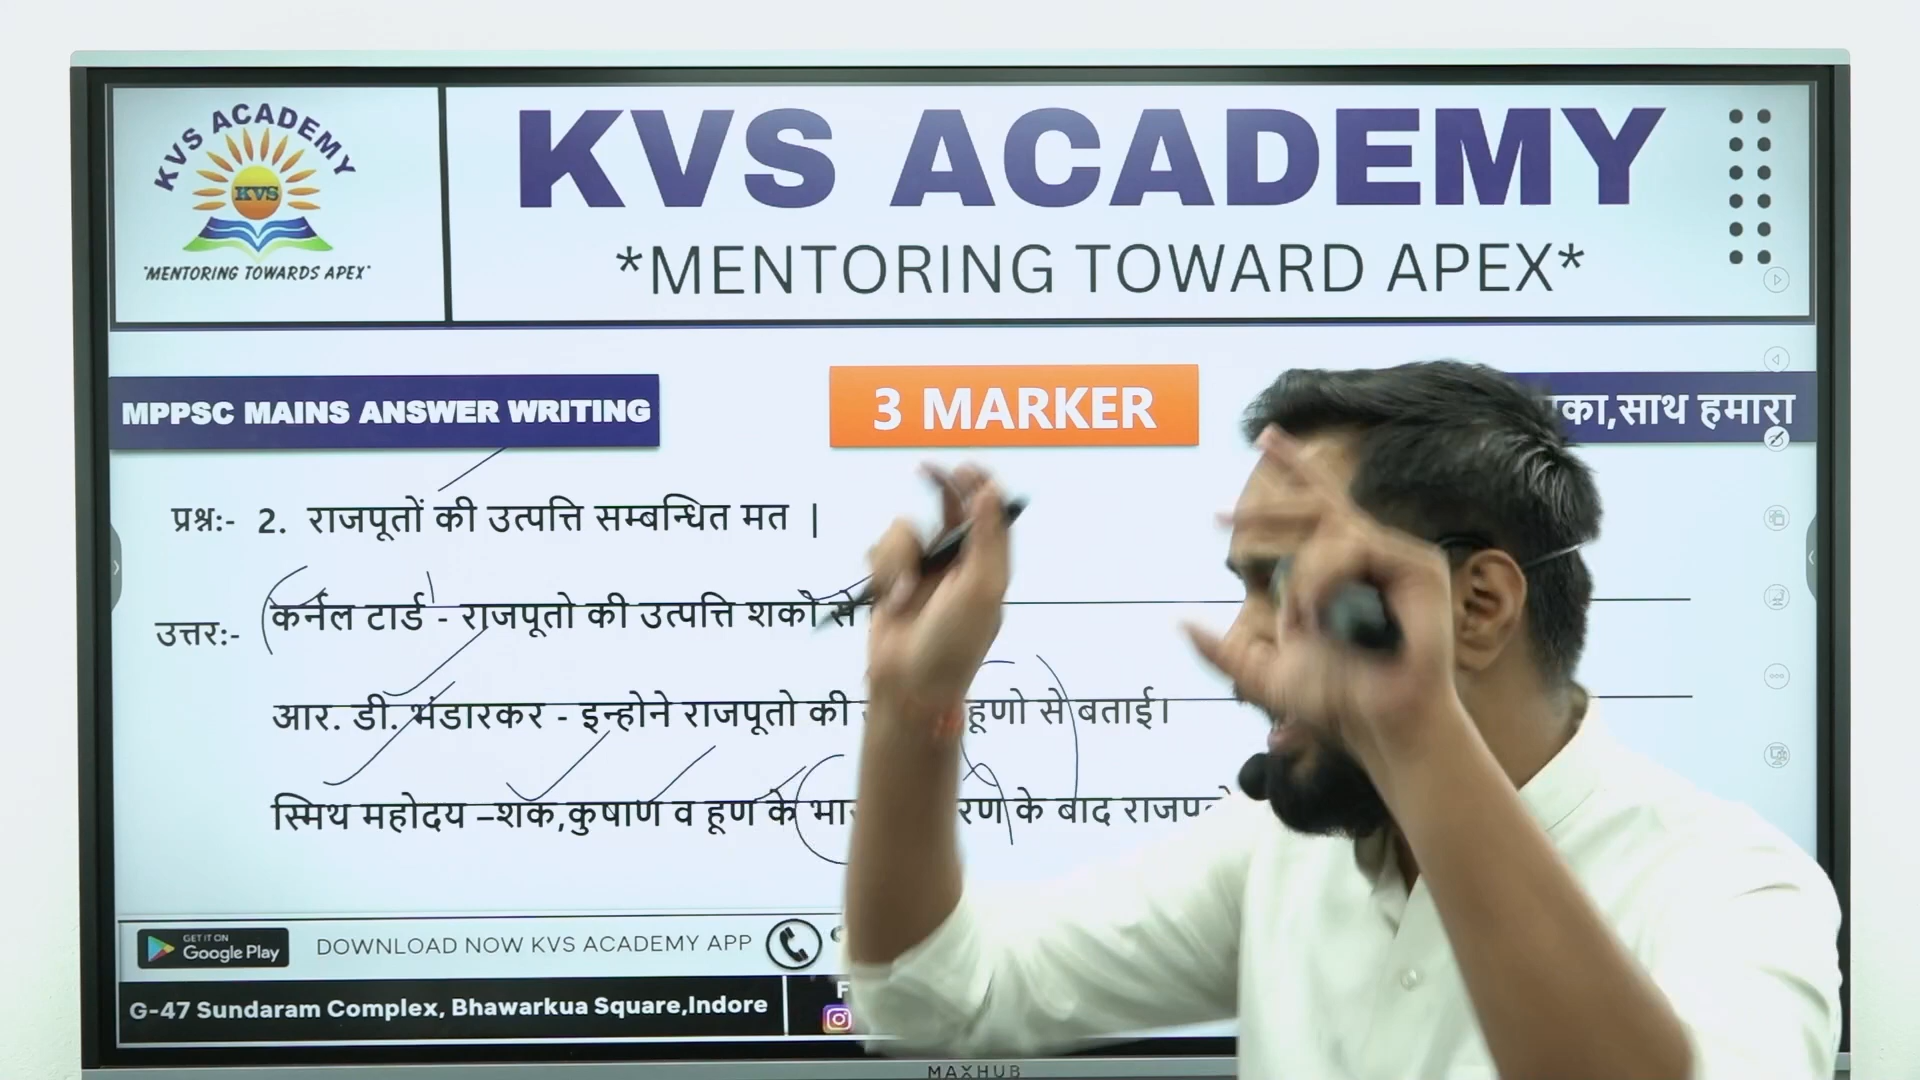 KVS ACADEMY
KVS
"MENTORING TOWARDS APEX"
KVS ACADEMY
*MENTORING TOWARD APEX*
MPPSC MAINS ANSWER WRITING
3 MARKER
साथ हमारा
प्रश्न:- 2. राजपूतों की उत्पत्ति सम्बन्धित मत |
उत्तर:-
कर्नल टार्ड - राजपूतो की उत्पत्ति शको से
आर. डी. भंडारकर - इन्होने राजपूतो की हूणो से बताई।
स्मिथ महोदय –शक,कुषाण व हूण के के बाद
GET IT ON
Google Play
DOWNLOAD NOW KVS ACADEMY APP
G-47 Sundaram Complex, Bhawarkua Square,Indore
MAXHUB